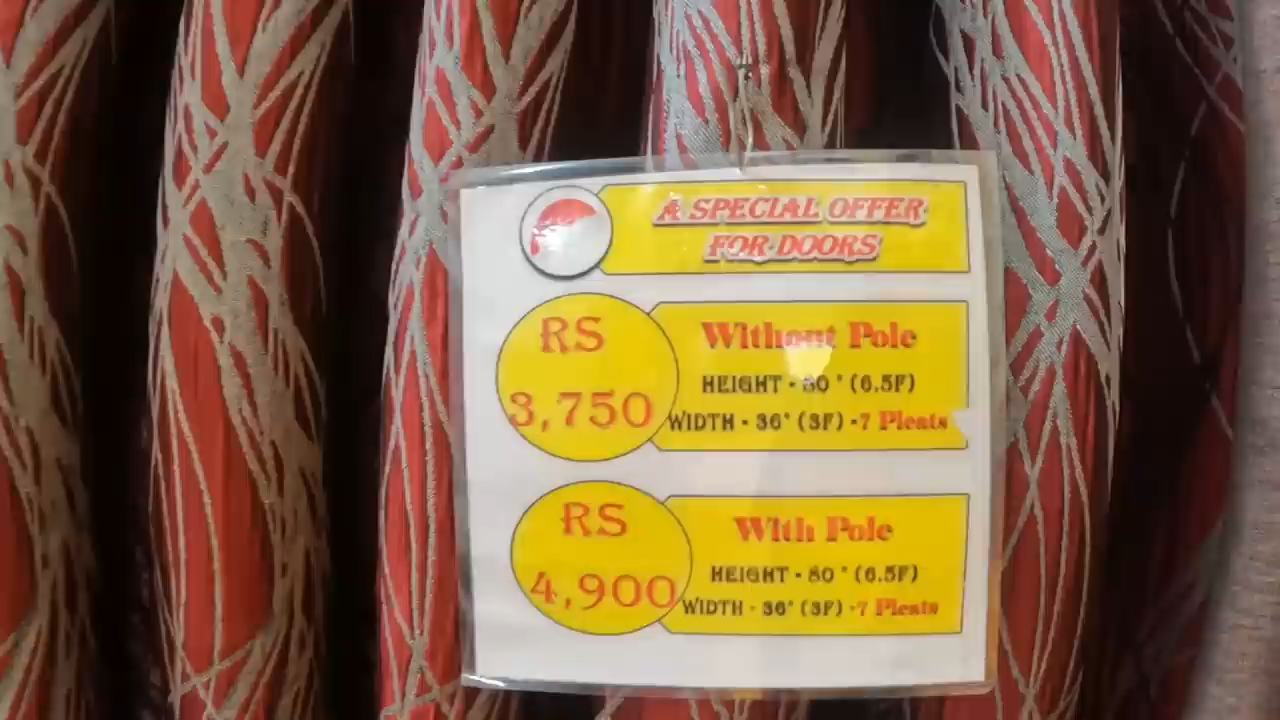 A SPECIAL OFFER
FOR DOORS
RS
3,750
Without Pole
HEIGHT - 80 " (6.5F)
WIDTH - 36" (3F) - 7 Pleats
RS
4,900
With Pole
HEIGHT - 80 " (6.5F)
WIDTH - 36" (3F) - 7 Pleats